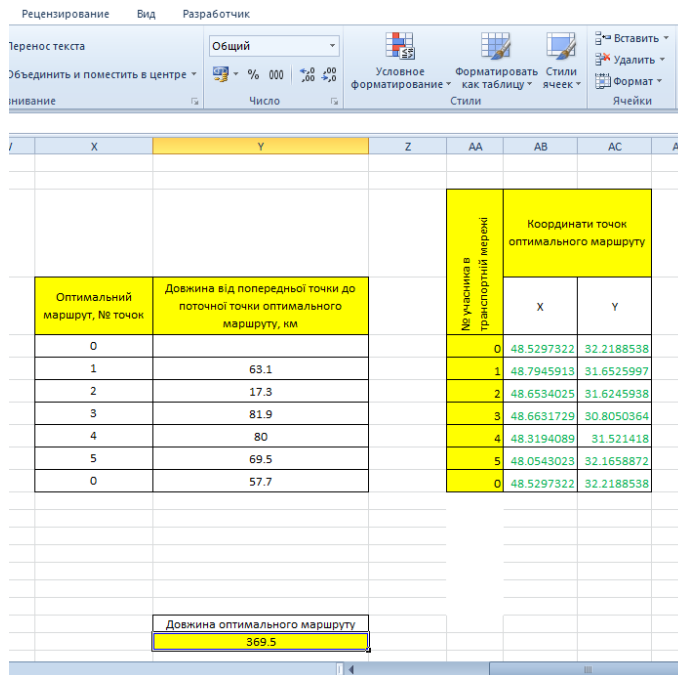 Рецензирование Вид Разработчик
Перенос текста
Общий
Вставить
Удалить
Формат
Объединить и поместить в центре
% 000
,0 ,00
,00 ,0
Условное форматирование
Форматировать как таблицу
Стили ячеек
Число
Стили
Ячейки
X Y Z AA AB AC
№ учасника в транспортній мережі
Координати точок
оптимального маршруту
X Y
Оптимальний
маршрут, № точок
Довжина від попередньої точки до
поточної точки оптимального
маршруту, км
0 0 48.5297322 32.2188538
1 63.1 1 48.7945913 31.6525997
2 17.3 2 48.6534025 31.6245938
3 81.9 3 48.6631729 30.8050364
4 80 4 48.3194089 31.521418
5 69.5 5 48.0543023 32.1658872
0 57.7 0 48.5297322 32.2188538
Довжина оптимального маршруту
369.5